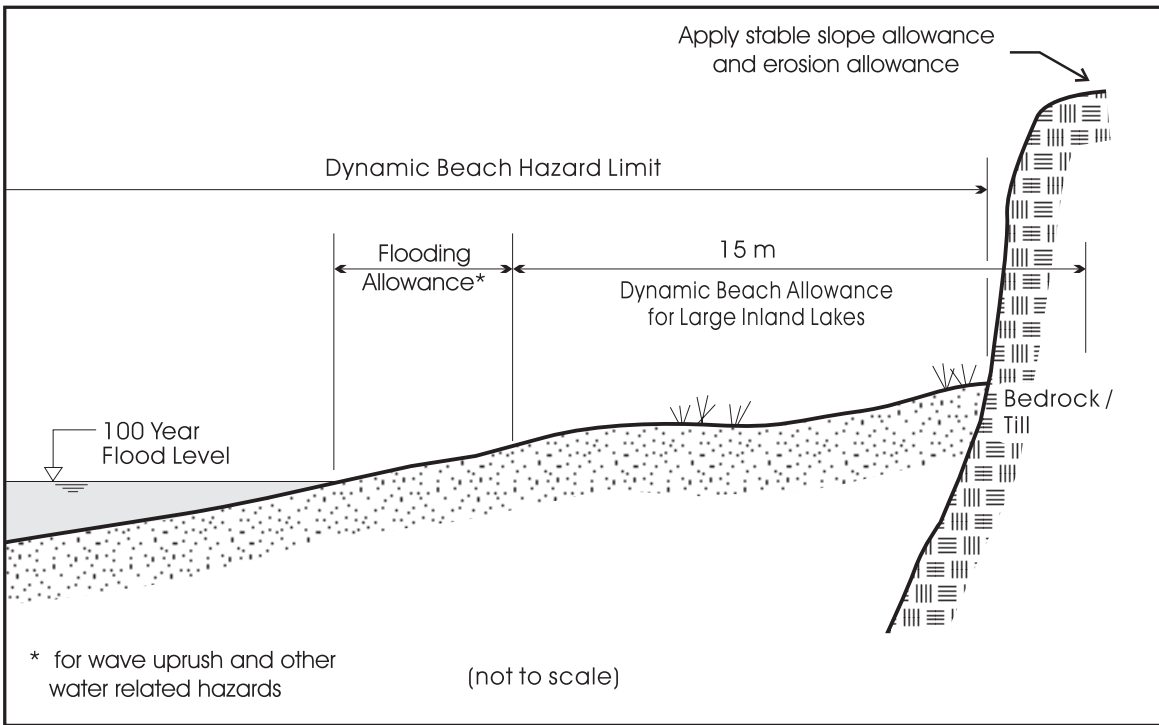 Apply stable slope allowance
and erosion allowance
Dynamic Beach Hazard Limit
Flooding
Allowance*
15 m
Dynamic Beach Allowance
for Large Inland Lakes
Bedrock /
Till
100 Year
Flood Level
* for wave uprush and other
water related hazards
(not to scale)